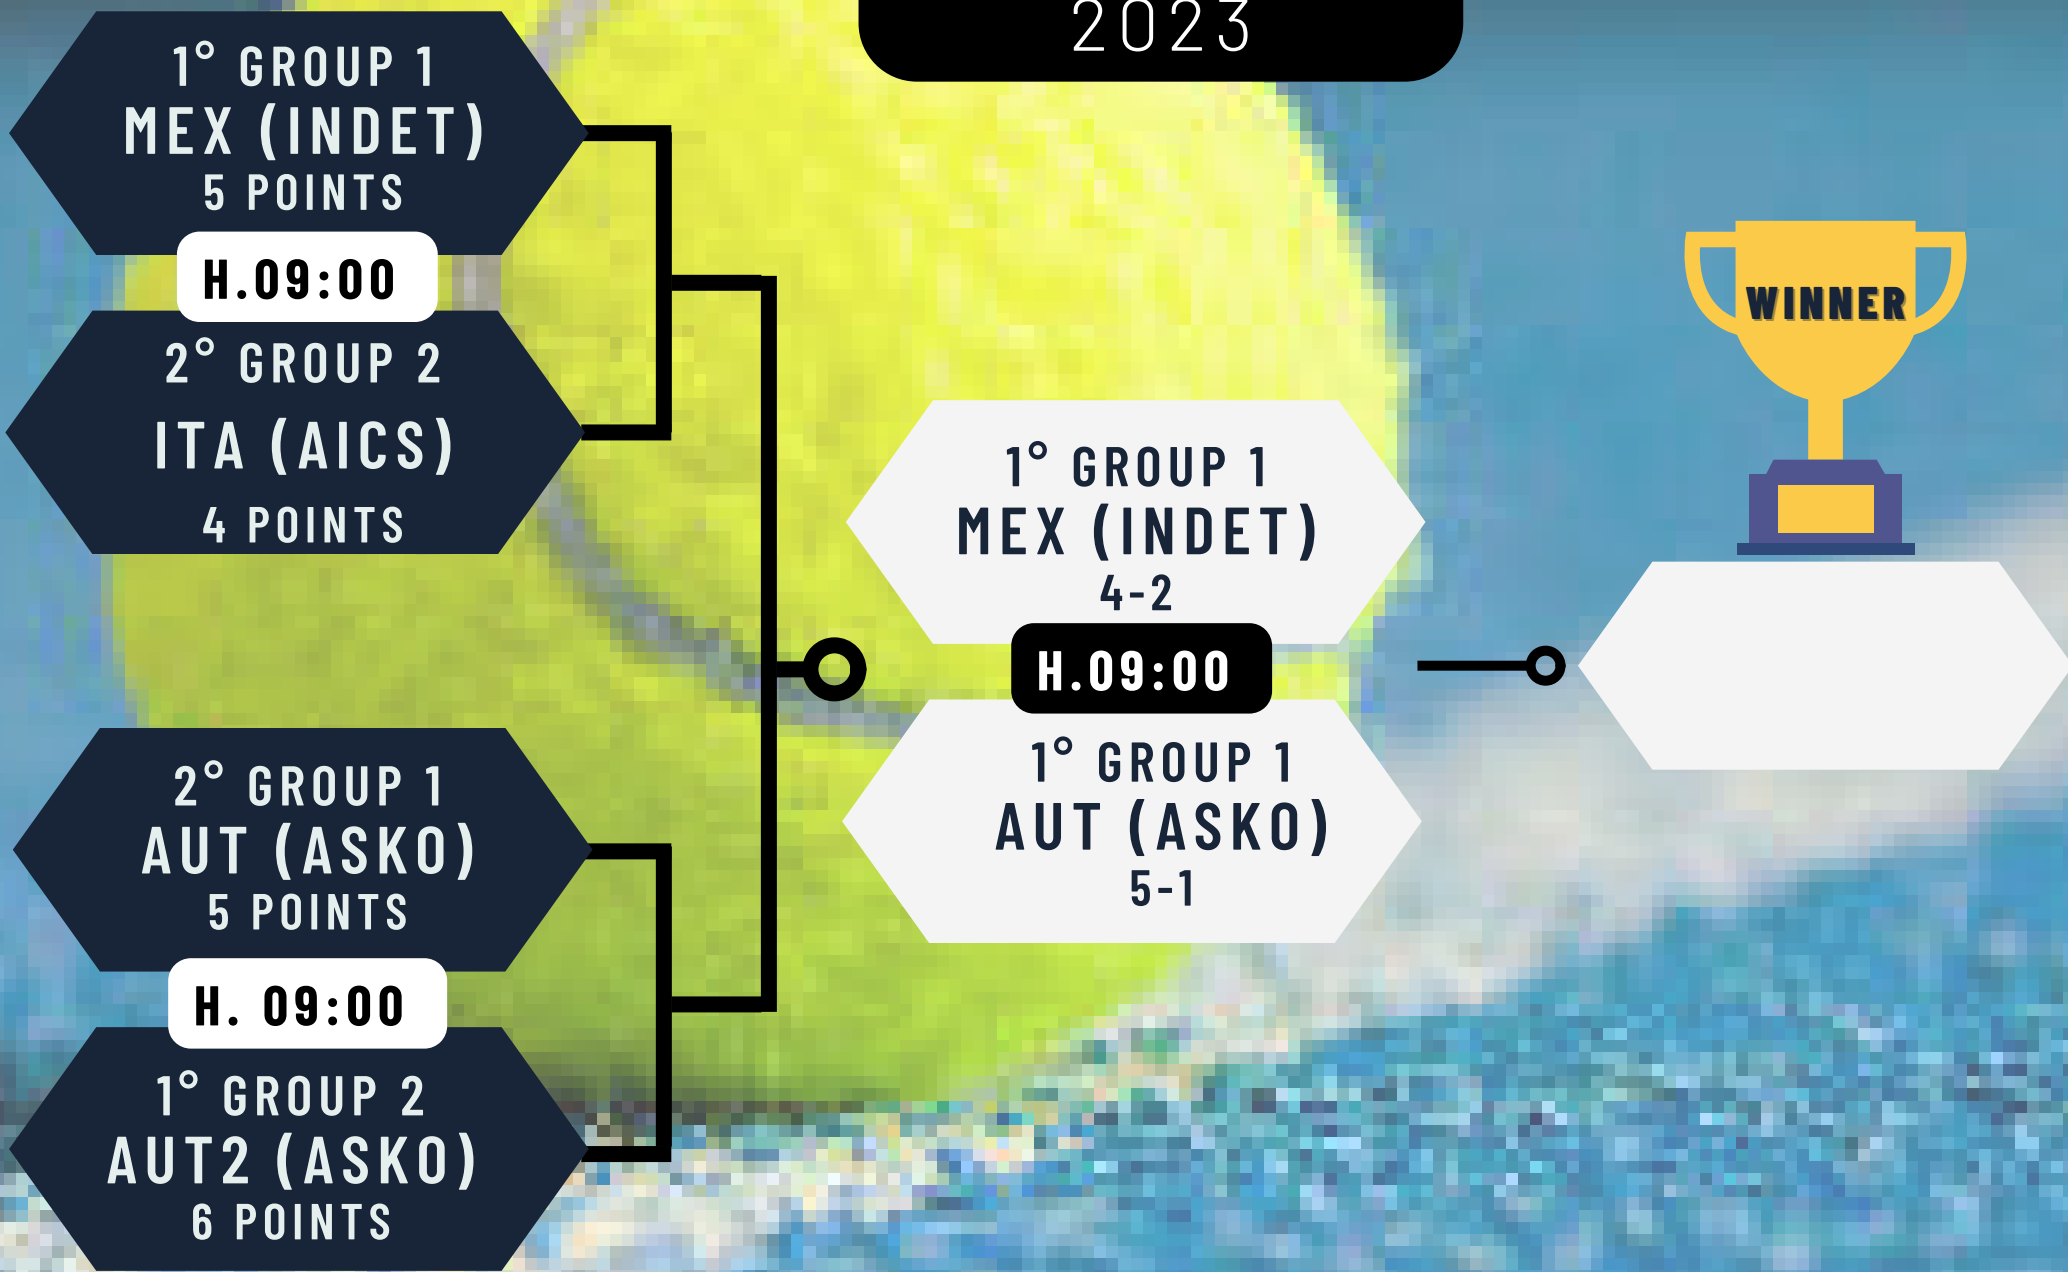 2023
1° GROUP 1
MEX (INDET)
5 POINTS
H.09:00
2° GROUP 2
ITA (AICS)
4 POINTS
2° GROUP 1
AUT (ASKO)
5 POINTS
H. 09:00
1° GROUP 2
AUT2 (ASKO)
6 POINTS
1° GROUP 1
MEX (INDET)
4-2
H.09:00
1° GROUP 1
AUT (ASKO)
5-1
WINNER